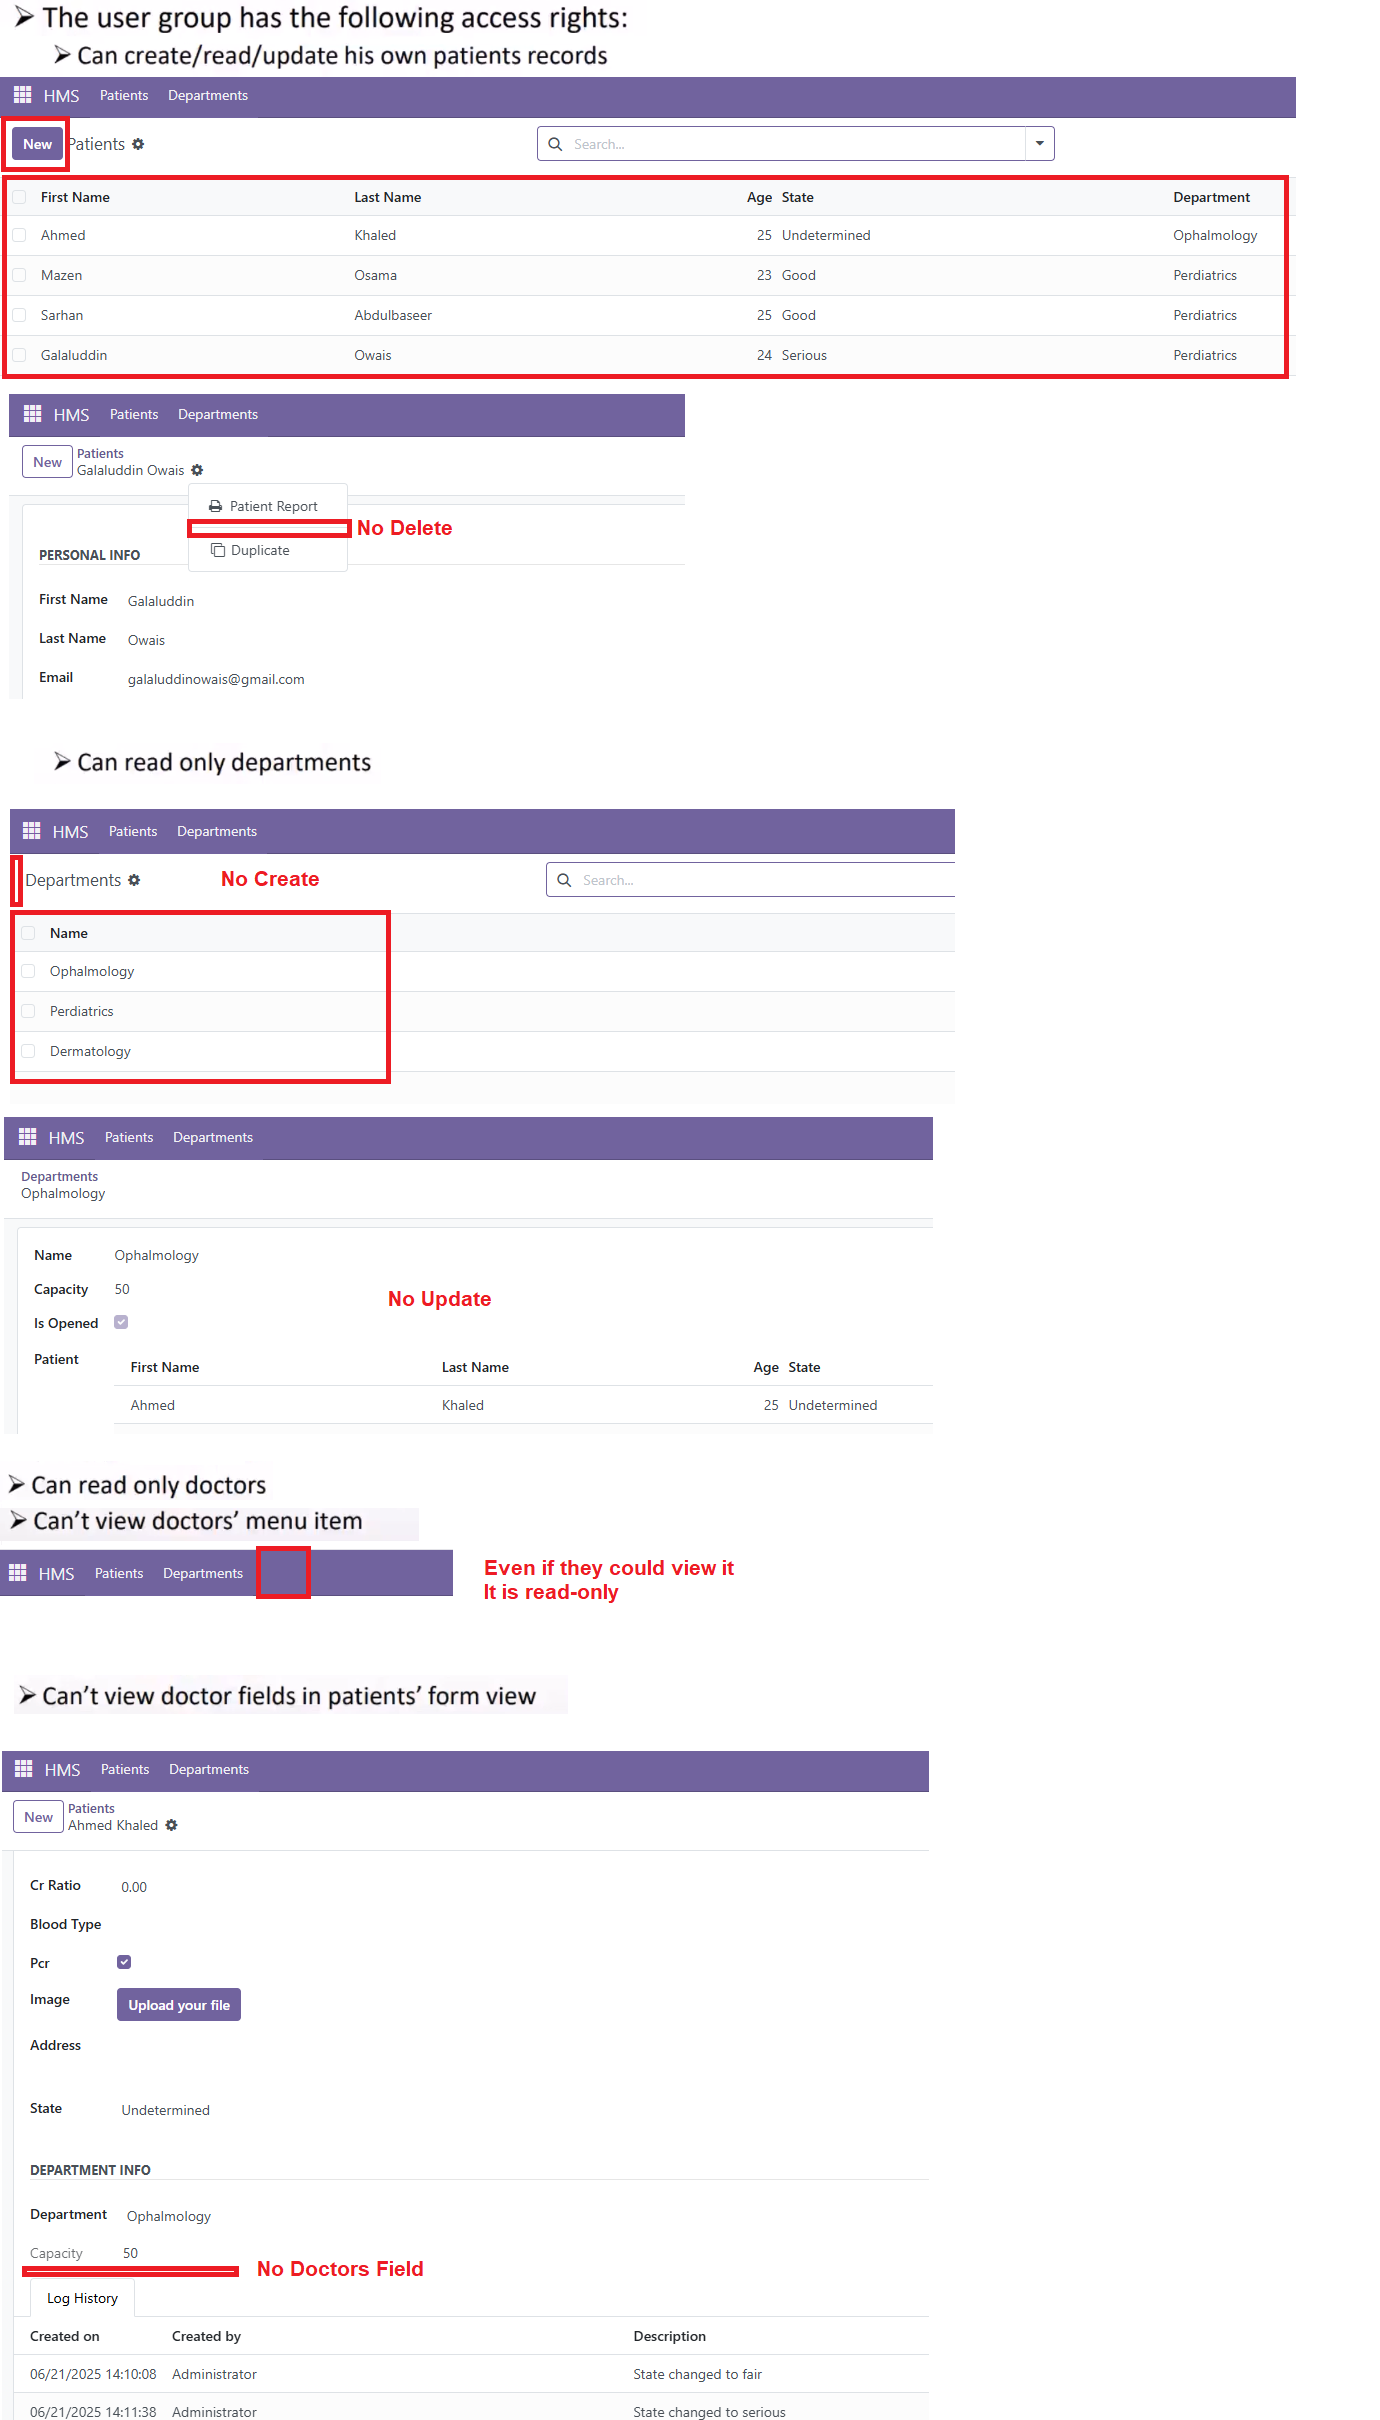 ➢ The user group has the following access rights:
➢ Can create/read/update his own patients records
HMS Patients Departments
New Patients Search...
First Name Last Name Age State Department
Ahmed Khaled 25 Undetermined Ophalmology
Mazen Osama 23 Good Perdiatrics
Sarhan Abdulbaseer 25 Good Perdiatrics
Galaluddin Owais 24 Serious Perdiatrics
HMS Patients Departments
New Patients
Galaluddin Owais
Patient Report
No Delete
Duplicate
PERSONAL INFO
First Name Galaluddin
Last Name Owais
Email galaluddinowais@gmail.com
➢ Can read only departments
HMS Patients Departments
Departments No Create Search...
Name
Ophalmology
Perdiatrics
Dermatology
HMS Patients Departments
Departments
Ophalmology
Name Ophalmology
Capacity 50
No Update
Is Opened
Patient First Name Last Name Age State
Ahmed Khaled 25 Undetermined
➢ Can read only doctors
➢ Can't view doctors' menu item
HMS Patients Departments
Even if they could view it
It is read-only
➢ Can't view doctor fields in patients' form view
HMS Patients Departments
New Patients
Ahmed Khaled
Cr Ratio 0.00
Blood Type
Pcr
Image Upload your file
Address
State Undetermined
DEPARTMENT INFO
Department Ophalmology
Capacity 50
No Doctors Field
Log History
Created on Created by Description
06/21/2025 14:10:08 Administrator State changed to fair
06/21/2025 14:11:38 Administrator State changed to serious